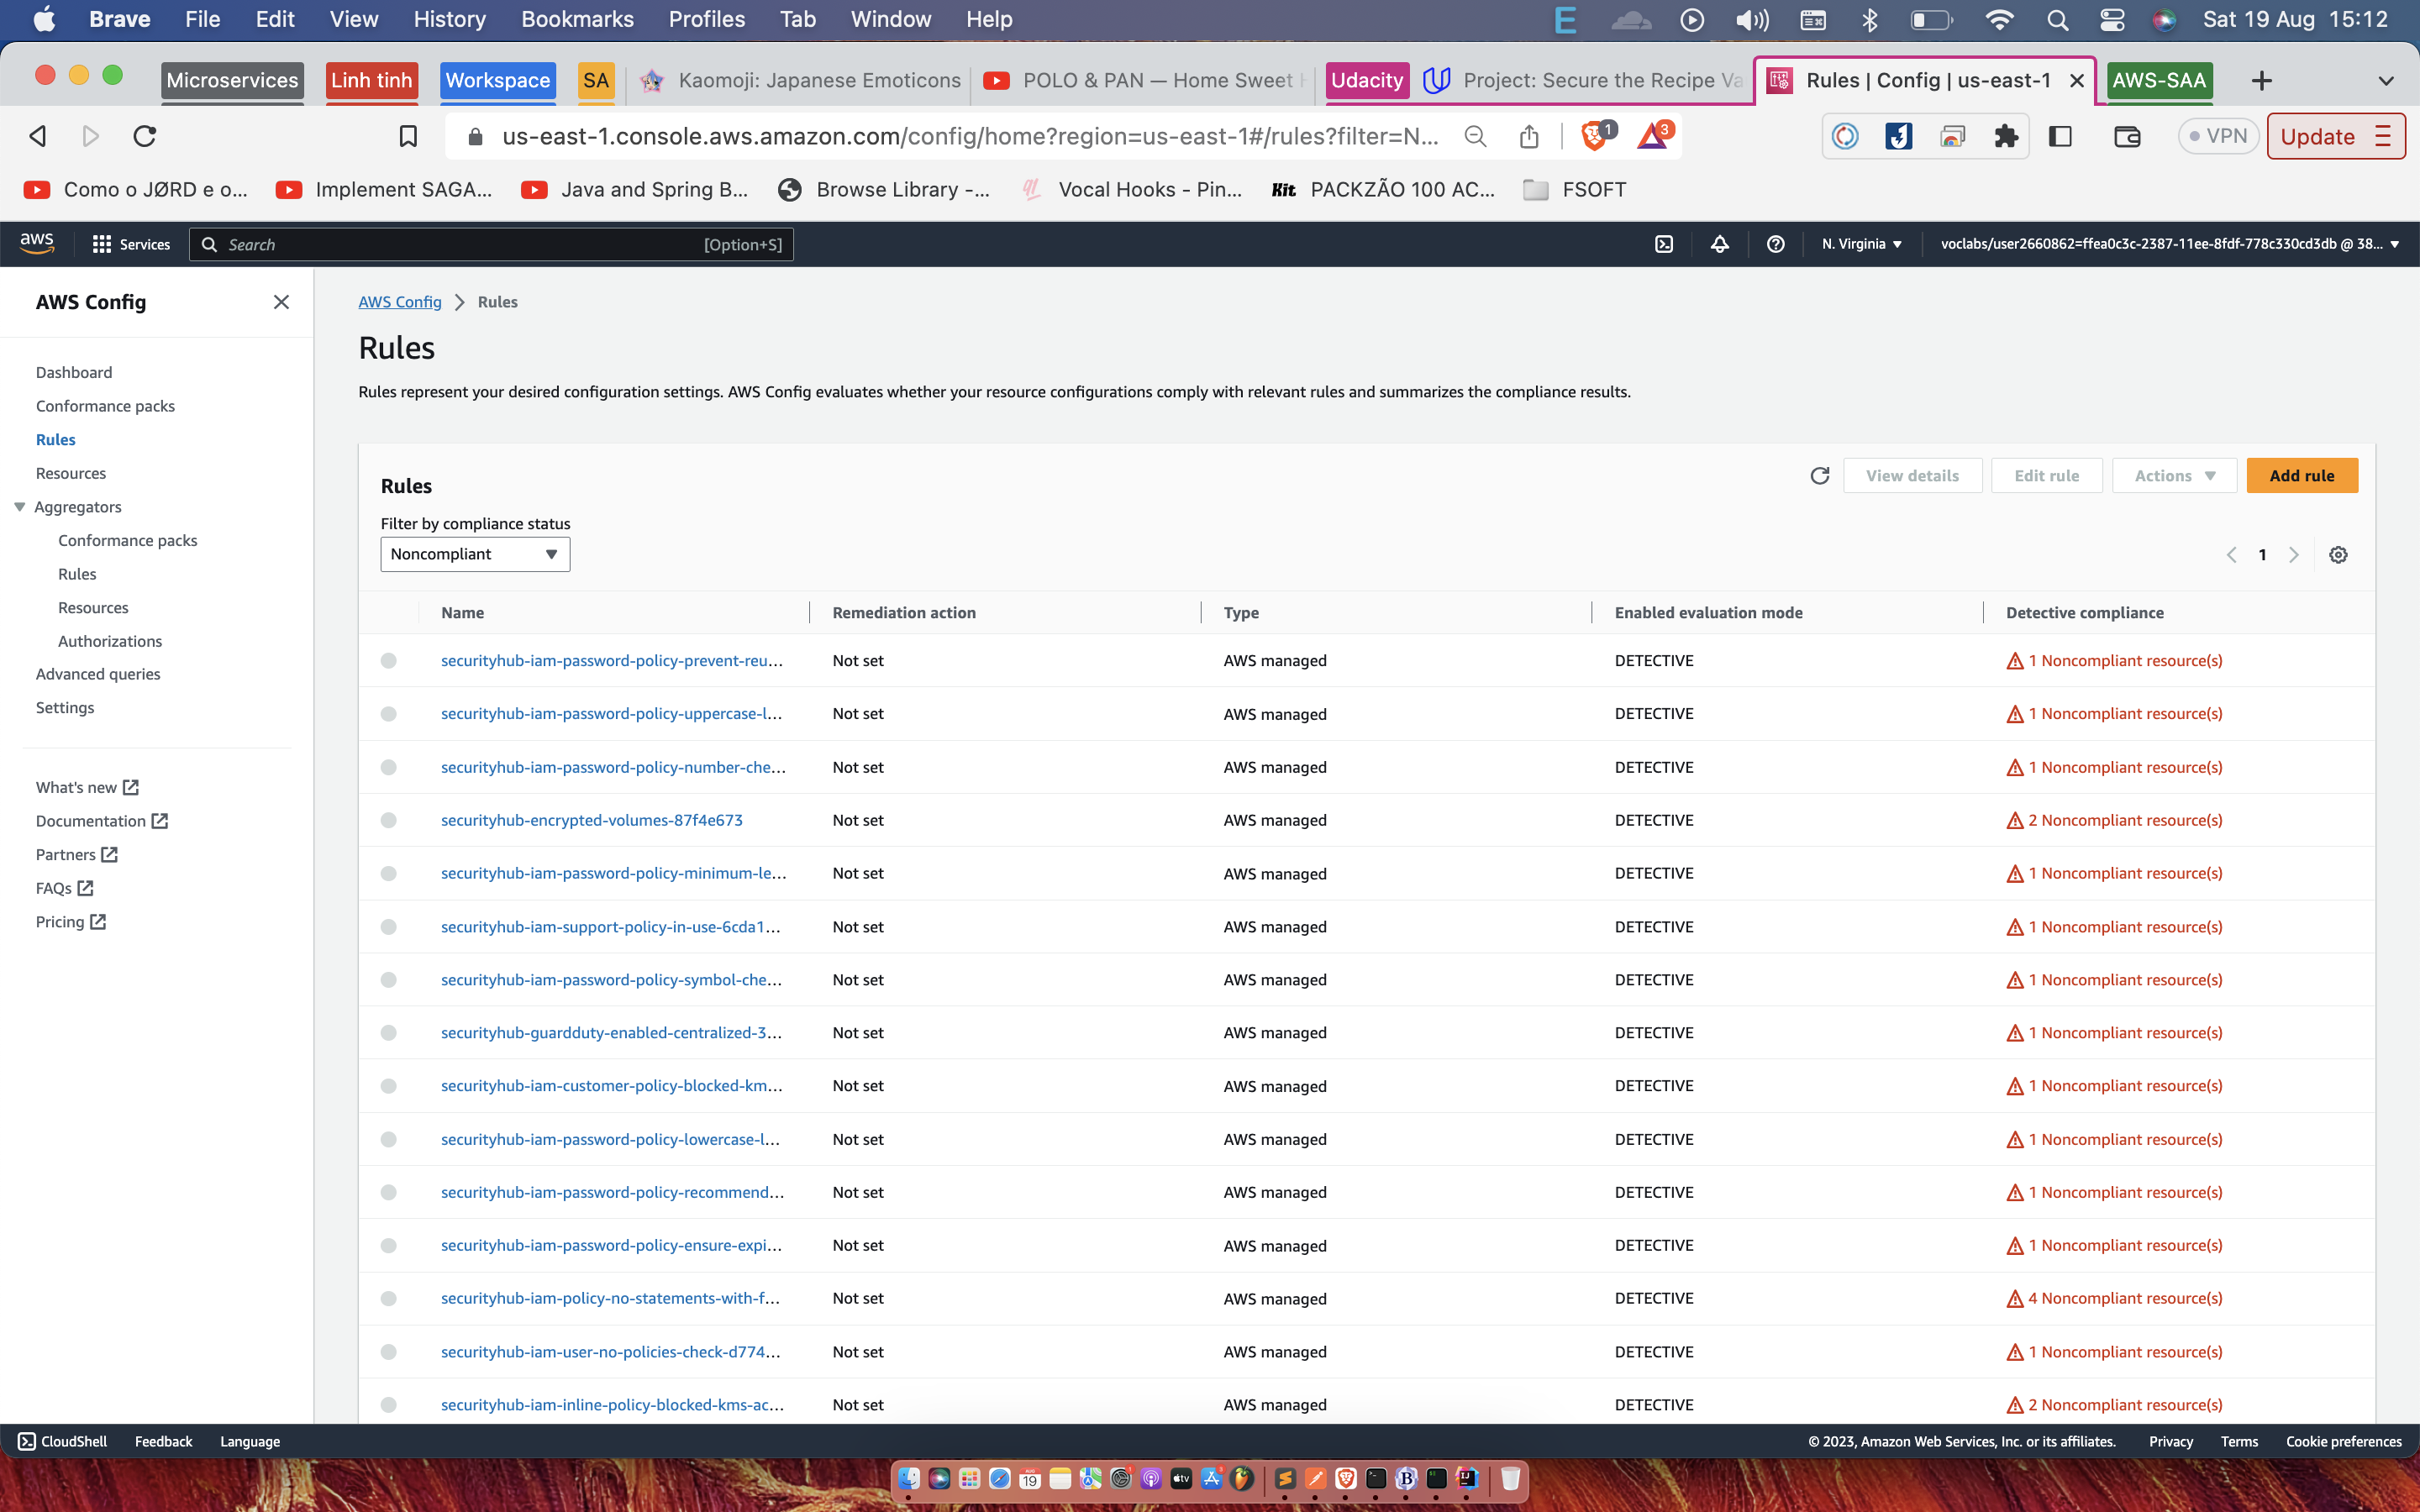 Brave File Edit View History Bookmarks Profiles Tab Window Help Sat 19 Aug 15:12
Microservices Linh tinh Workspace SA Kaomoji: Japanese Emoticons POLO & PAN — Home Sweet H Udacity Project: Secure the Recipe Va Rules | Config | us-east-1 AWS-SAA
us-east-1.console.aws.amazon.com/config/home?region=us-east-1#/rules?filter=N... 1 3 VPN Update
Como o JØRD e o... Implement SAGA... Java and Spring B... Browse Library -... Vocal Hooks - Pin... Kit PACKZÃO 100 AC... FSOFT
aws Services Search [Option+S] N. Virginia voclabs/user2660862=ffea0c3c-2387-11ee-8fdf-778c330cd3db @ 38...
AWS Config
Dashboard
Conformance packs
Rules
Resources
Aggregators
Conformance packs
Rules
Resources
Authorizations
Advanced queries
Settings
What's new
Documentation
Partners
FAQs
Pricing
AWS Config > Rules
Rules
Rules represent your desired configuration settings. AWS Config evaluates whether your resource configurations comply with relevant rules and summarizes the compliance results.
Rules View details Edit rule Actions Add rule
Filter by compliance status
Noncompliant 1
Name Remediation action Type Enabled evaluation mode Detective compliance
securityhub-iam-password-policy-prevent-reu... Not set AWS managed DETECTIVE 1 Noncompliant resource(s)
securityhub-iam-password-policy-uppercase-l... Not set AWS managed DETECTIVE 1 Noncompliant resource(s)
securityhub-iam-password-policy-number-che... Not set AWS managed DETECTIVE 1 Noncompliant resource(s)
securityhub-encrypted-volumes-87f4e673 Not set AWS managed DETECTIVE 2 Noncompliant resource(s)
securityhub-iam-password-policy-minimum-le... Not set AWS managed DETECTIVE 1 Noncompliant resource(s)
securityhub-iam-support-policy-in-use-6cda1... Not set AWS managed DETECTIVE 1 Noncompliant resource(s)
securityhub-iam-password-policy-symbol-che... Not set AWS managed DETECTIVE 1 Noncompliant resource(s)
securityhub-guardduty-enabled-centralized-3... Not set AWS managed DETECTIVE 1 Noncompliant resource(s)
securityhub-iam-customer-policy-blocked-km... Not set AWS managed DETECTIVE 1 Noncompliant resource(s)
securityhub-iam-password-policy-lowercase-l... Not set AWS managed DETECTIVE 1 Noncompliant resource(s)
securityhub-iam-password-policy-recommend... Not set AWS managed DETECTIVE 1 Noncompliant resource(s)
securityhub-iam-password-policy-ensure-expi... Not set AWS managed DETECTIVE 1 Noncompliant resource(s)
securityhub-iam-policy-no-statements-with-f... Not set AWS managed DETECTIVE 4 Noncompliant resource(s)
securityhub-iam-user-no-policies-check-d774... Not set AWS managed DETECTIVE 1 Noncompliant resource(s)
securityhub-iam-inline-policy-blocked-kms-ac... Not set AWS managed DETECTIVE 2 Noncompliant resource(s)
CloudShell Feedback Language © 2023, Amazon Web Services, Inc. or its affiliates. Privacy Terms Cookie preferences